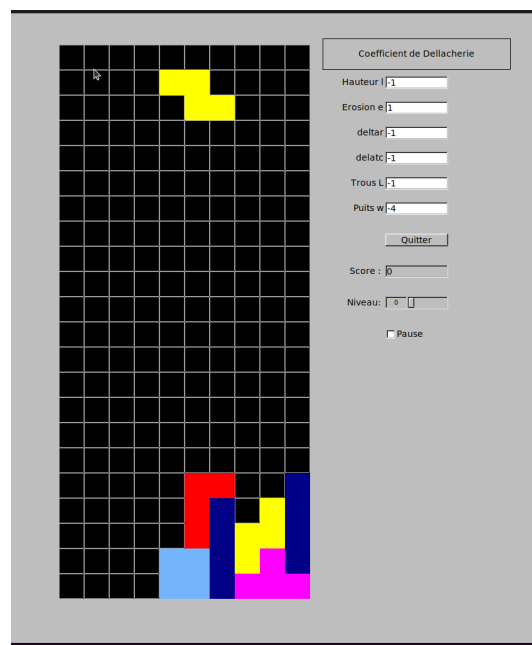 Coefficient de Dellacherie
Hauteur l -1
Erosion e 1
deltar -1
delatc -1
Trous L -1
Puits w -4
Quitter
Score : 0
Niveau: 0
Pause